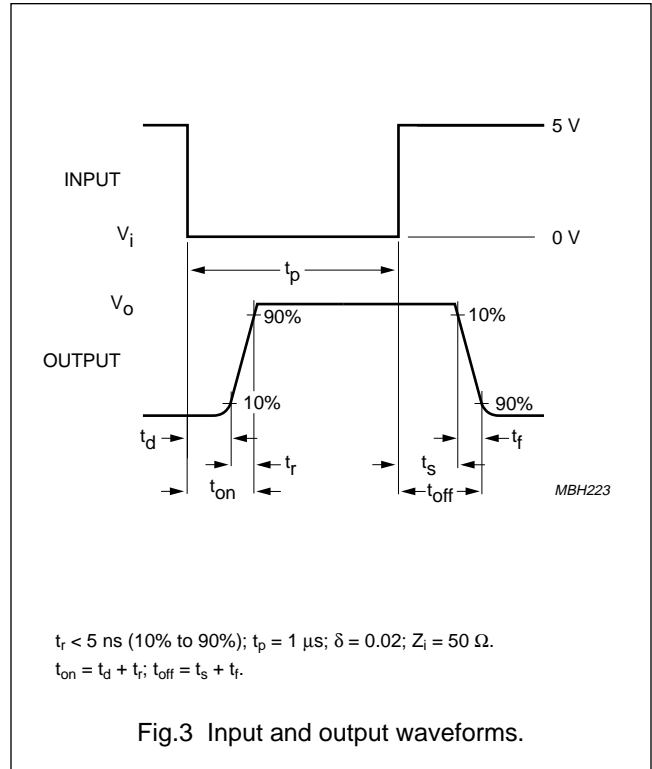 5 V
INPUT
Vi
0 V
tp
Vo
90%
10%
OUTPUT
10%
90%
td
tf
tr
ts
ton
toff
MBH223
tr < 5 ns (10% to 90%); tp = 1 μs; δ = 0.02; Zi = 50 Ω.
ton = td + tr; toff = ts + tf.
Fig.3 Input and output waveforms.